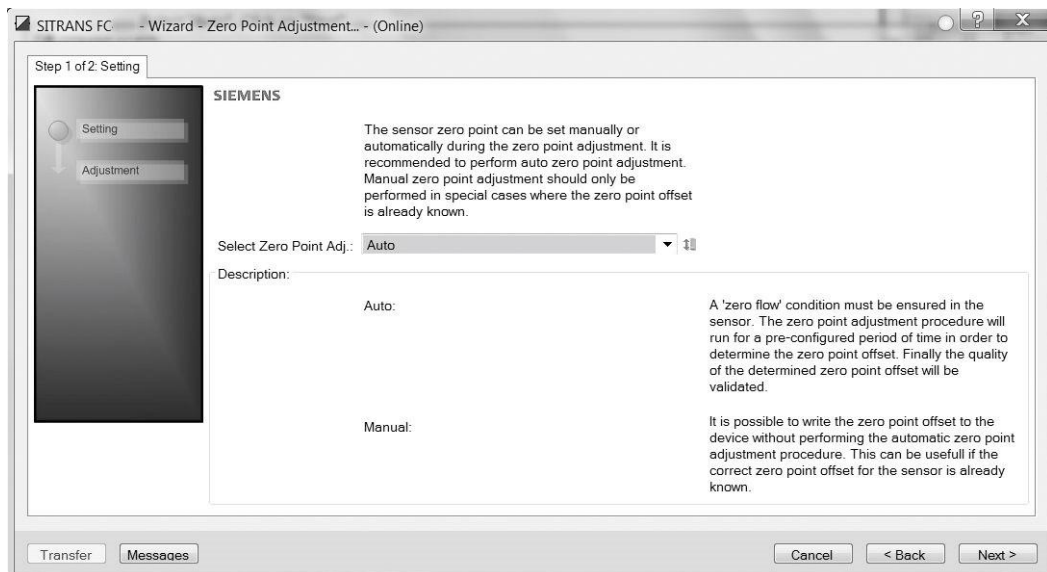 SITRANS FC - Wizard - Zero Point Adjustment... - (Online)
? X
Step 1 of 2: Setting
SIEMENS
Setting
Adjustment
The sensor zero point can be set manually or
automatically during the zero point adjustment. It is
recommended to perform auto zero point adjustment.
Manual zero point adjustment should only be
performed in special cases where the zero point offset
is already known.
Select Zero Point Adj.: Auto
Description:
Auto:
A 'zero flow' condition must be ensured in the
sensor. The zero point adjustment procedure will
run for a pre-configured period of time in order to
determine the zero point offset. Finally the quality
of the determined zero point offset will be
validated.
Manual:
It is possible to write the zero point offset to the
device without performing the automatic zero point
adjustment procedure. This can be usefull if the
correct zero point offset for the sensor is already
known.
Transfer Messages Cancel < Back Next >